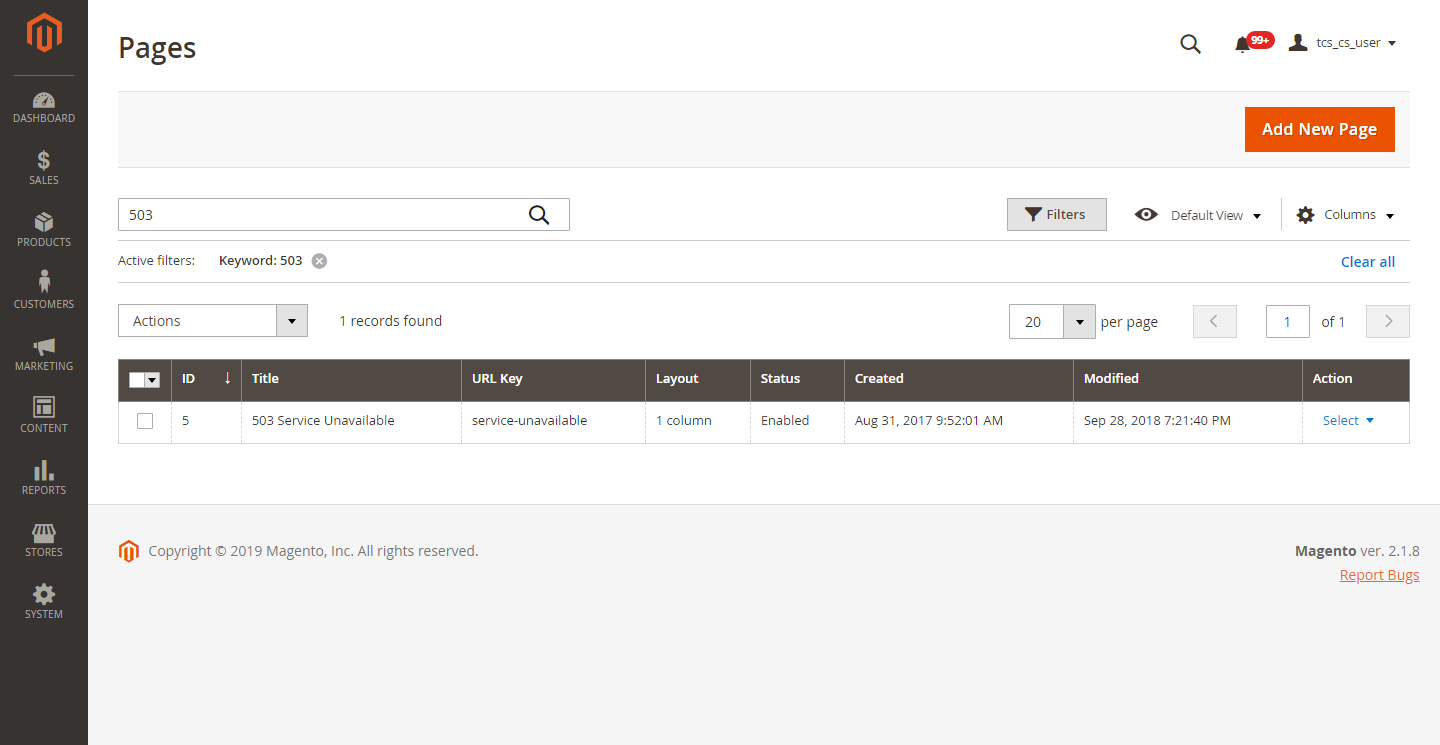 Pages
99+
tcs_cs_user
DASHBOARD
SALES
PRODUCTS
CUSTOMERS
MARKETING
CONTENT
REPORTS
STORES
SYSTEM
Add New Page
503
Filters
Default View
Columns
Active filters: Keyword: 503
Clear all
Actions
1 records found
20
per page
1
of 1
ID ↓ Title URL Key Layout Status Created Modified Action
5 503 Service Unavailable service-unavailable 1 column Enabled Aug 31, 2017 9:52:01 AM Sep 28, 2018 7:21:40 PM Select
Copyright © 2019 Magento, Inc. All rights reserved.
Magento ver. 2.1.8
Report Bugs